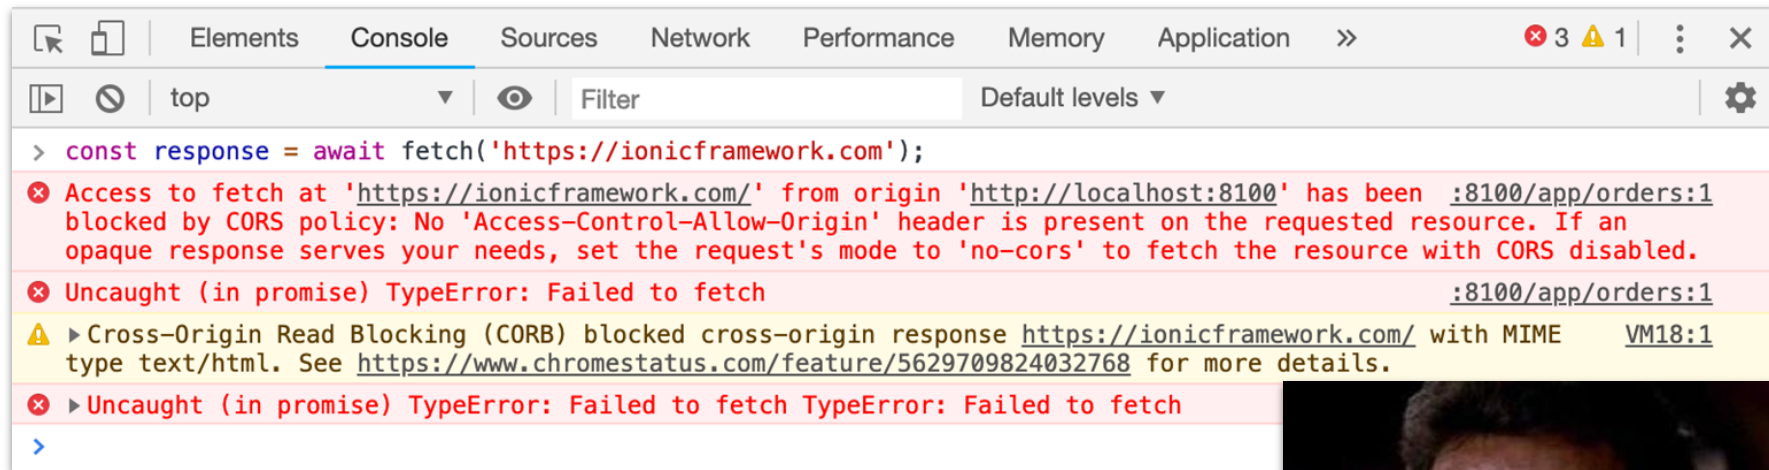 Elements Console Sources Network Performance Memory Application » 3 1
top Filter Default levels
> const response = await fetch('https://ionicframework.com');
Access to fetch at 'https://ionicframework.com/' from origin 'http://localhost:8100' has been :8100/app/orders:1
blocked by CORS policy: No 'Access-Control-Allow-Origin' header is present on the requested resource. If an
opaque response serves your needs, set the request's mode to 'no-cors' to fetch the resource with CORS disabled.
Uncaught (in promise) TypeError: Failed to fetch :8100/app/orders:1
Cross-Origin Read Blocking (CORB) blocked cross-origin response https://ionicframework.com/ with MIME VM18:1
type text/html. See https://www.chromestatus.com/feature/5629709824032768 for more details.
Uncaught (in promise) TypeError: Failed to fetch TypeError: Failed to fetch
>